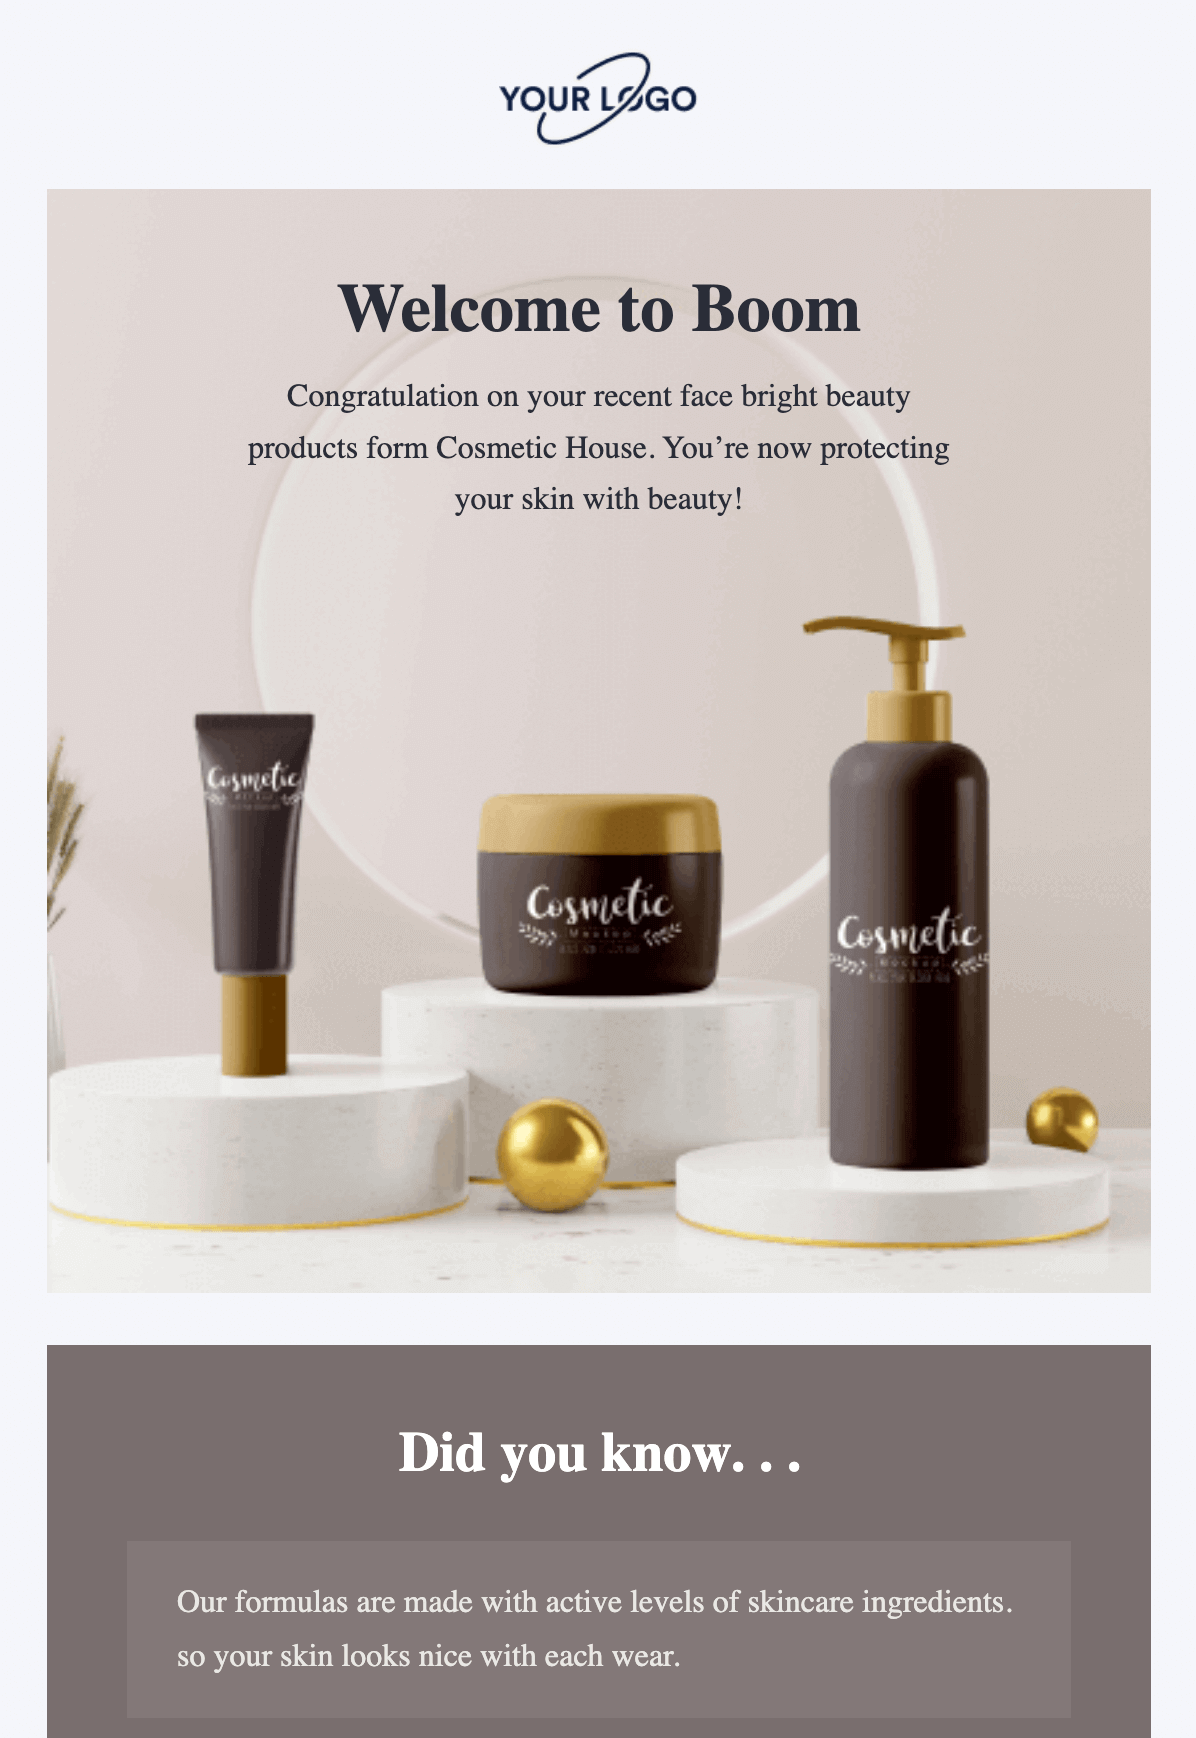 YOUR LOGO
Welcome to Boom
Congratulation on your recent face bright beauty
products form Cosmetic House. You’re now protecting
your skin with beauty!
Cosmetic
Cosmetic
Cosmetic
Did you know. . .
Our formulas are made with active levels of skincare ingredients.
so your skin looks nice with each wear.